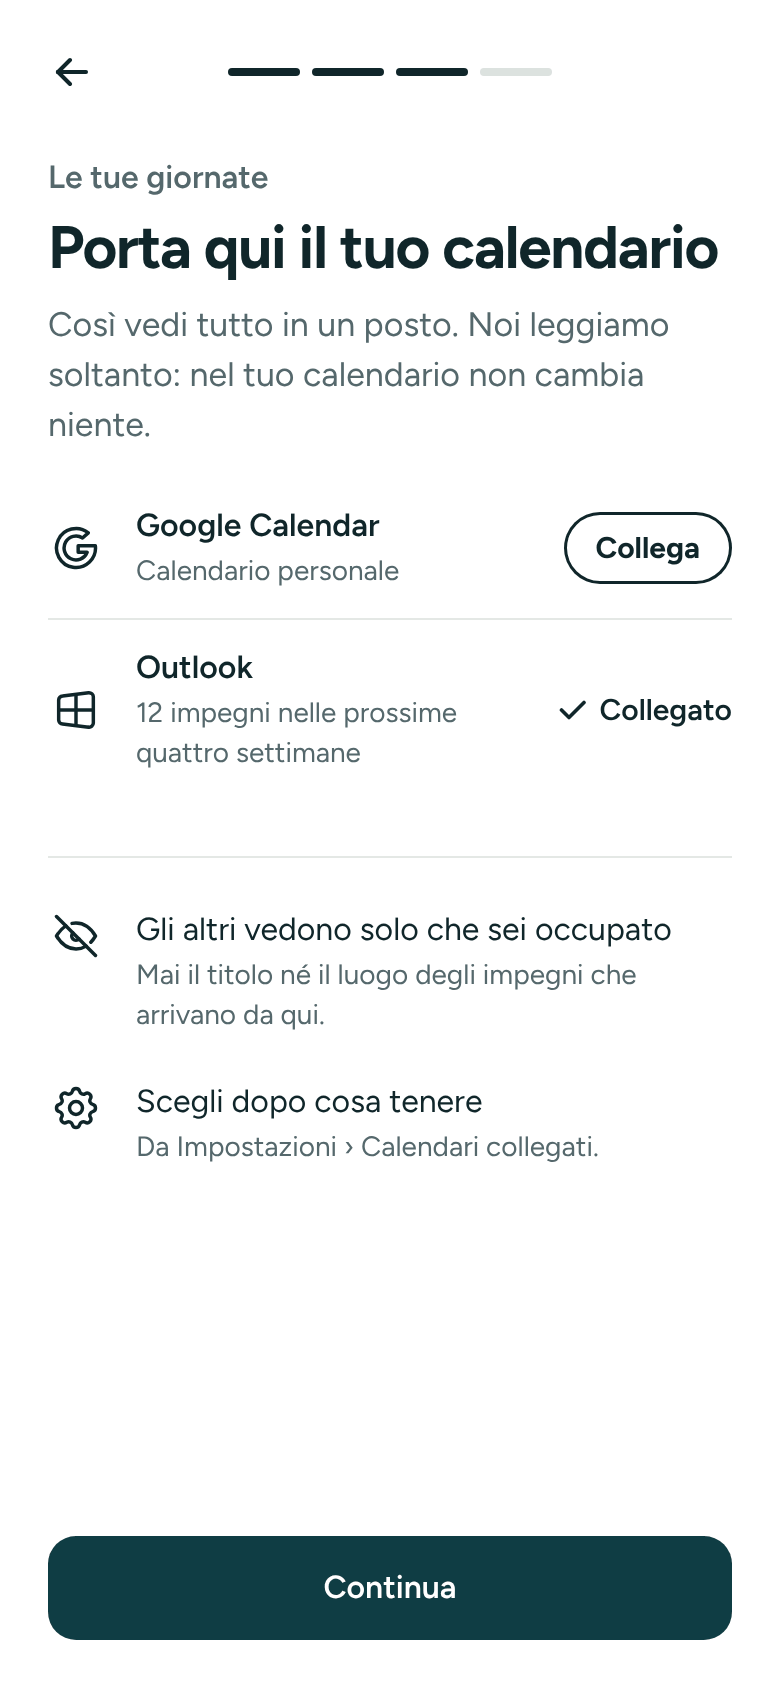 Le tue giornate
Porta qui il tuo calendario
Così vedi tutto in un posto. Noi leggiamo
soltanto: nel tuo calendario non cambia
niente.
Google Calendar
Calendario personale
Collega
Outlook
12 impegni nelle prossime
quattro settimane
Collegato
Gli altri vedono solo che sei occupato
Mai il titolo né il luogo degli impegni che
arrivano da qui.
Scegli dopo cosa tenere
Da Impostazioni › Calendari collegati.
Continua